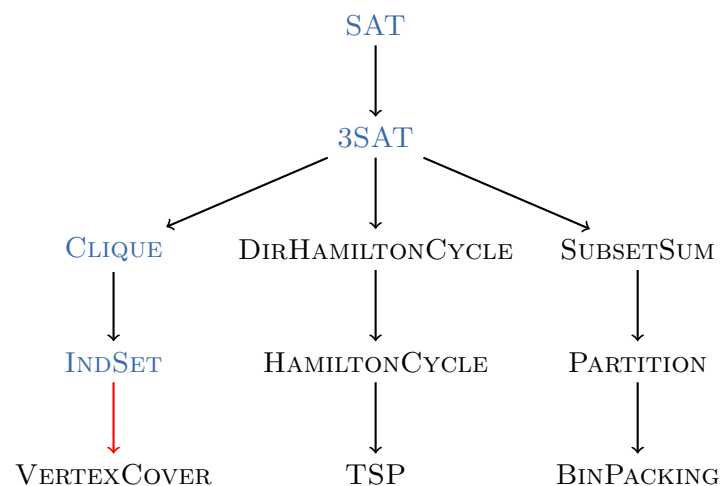 SAT
3SAT
CLIQUE DIRHAMILTONCYCLE SUBSETSUM
INDSET HAMILTONCYCLE PARTITION
VERTEXCOVER TSP BINPACKING